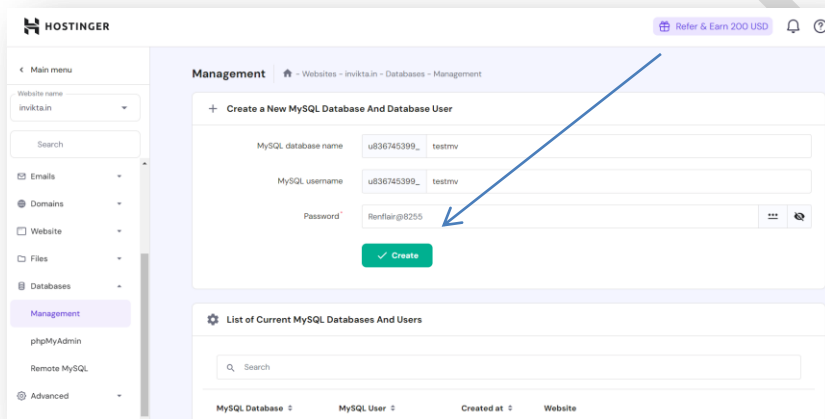 HOSTINGER
Refer & Earn 200 USD
Main menu
Website name
invikta.in
Search
Emails
Domains
Website
Files
Databases
Management
phpMyAdmin
Remote MySQL
Advanced
Management
- Websites - invikta.in - Databases - Management
Create a New MySQL Database And Database User
MySQL database name u836745399_ testmv
MySQL username u836745399_ testmv
Password* Renflair@8255
Create
List of Current MySQL Databases And Users
Search
MySQL Database MySQL User Created at Website